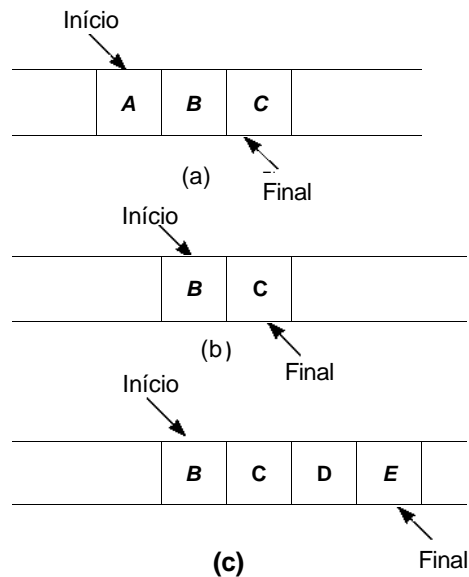 Início
A B C
(a)
Final
Início
B C
(b)
Final
Início
B C D E
(c)
Final